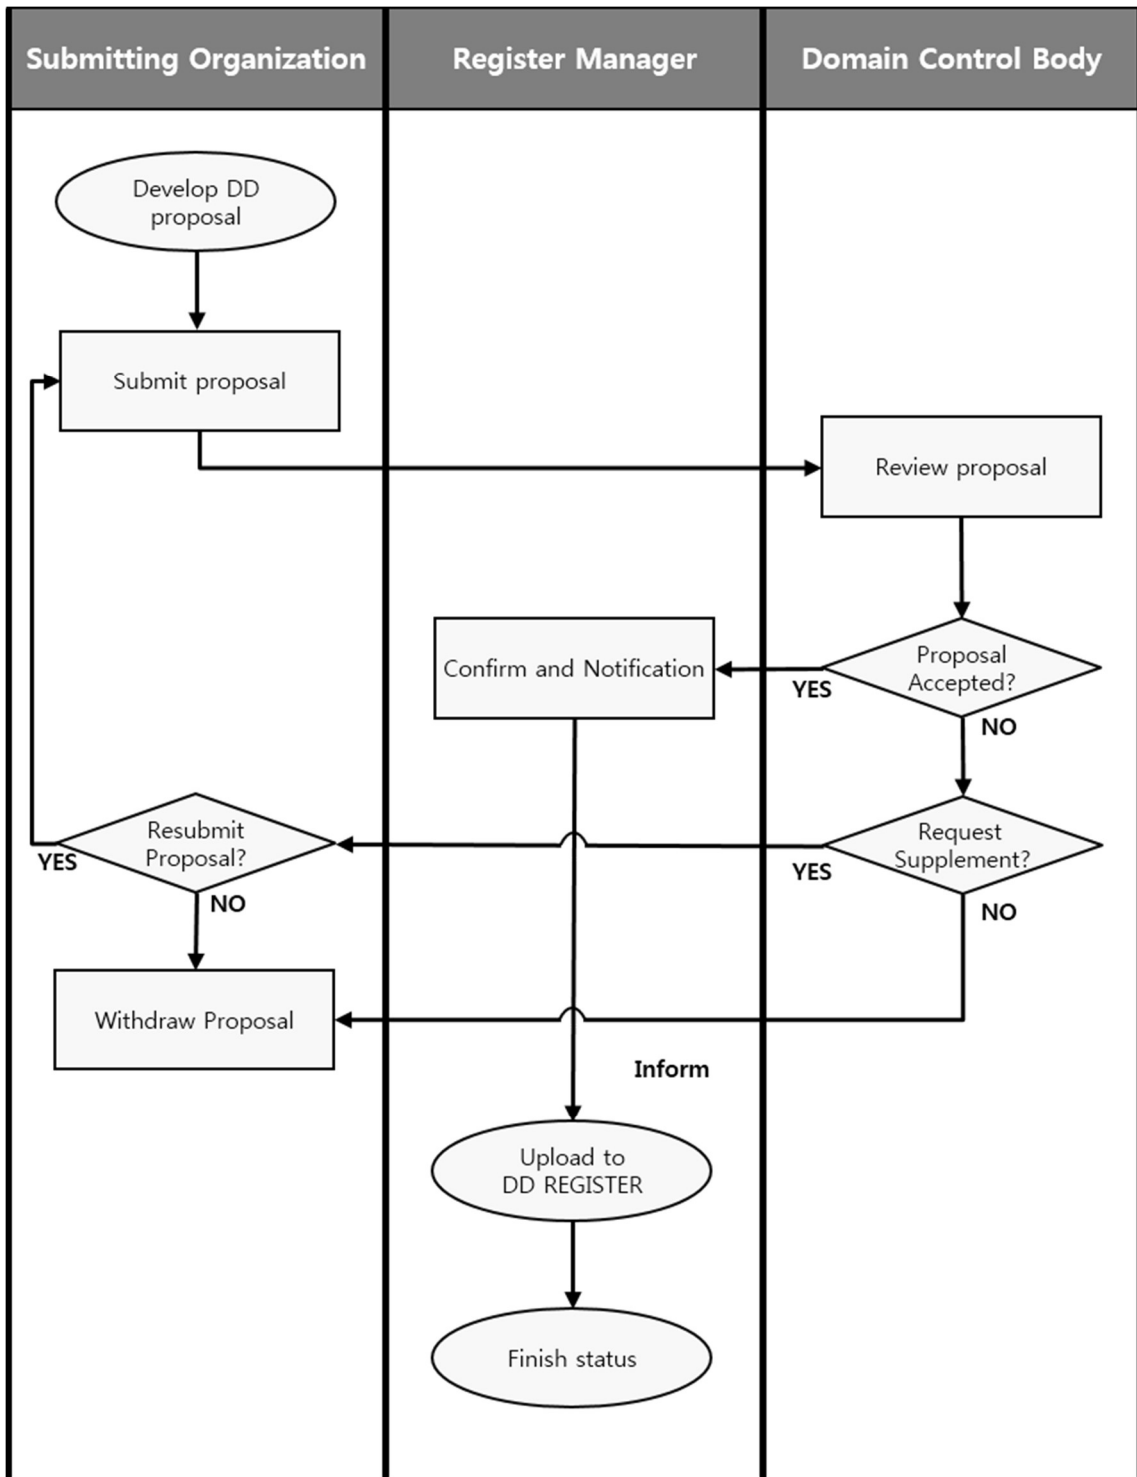 Submitting Organization
Register Manager
Domain Control Body
Develop DD
proposal
Submit proposal
Review proposal
Proposal
Accepted?
YES
NO
Confirm and Notification
Request
Supplement?
YES
NO
Resubmit
Proposal?
YES
NO
Withdraw Proposal
Inform
Upload to
DD REGISTER
Finish status